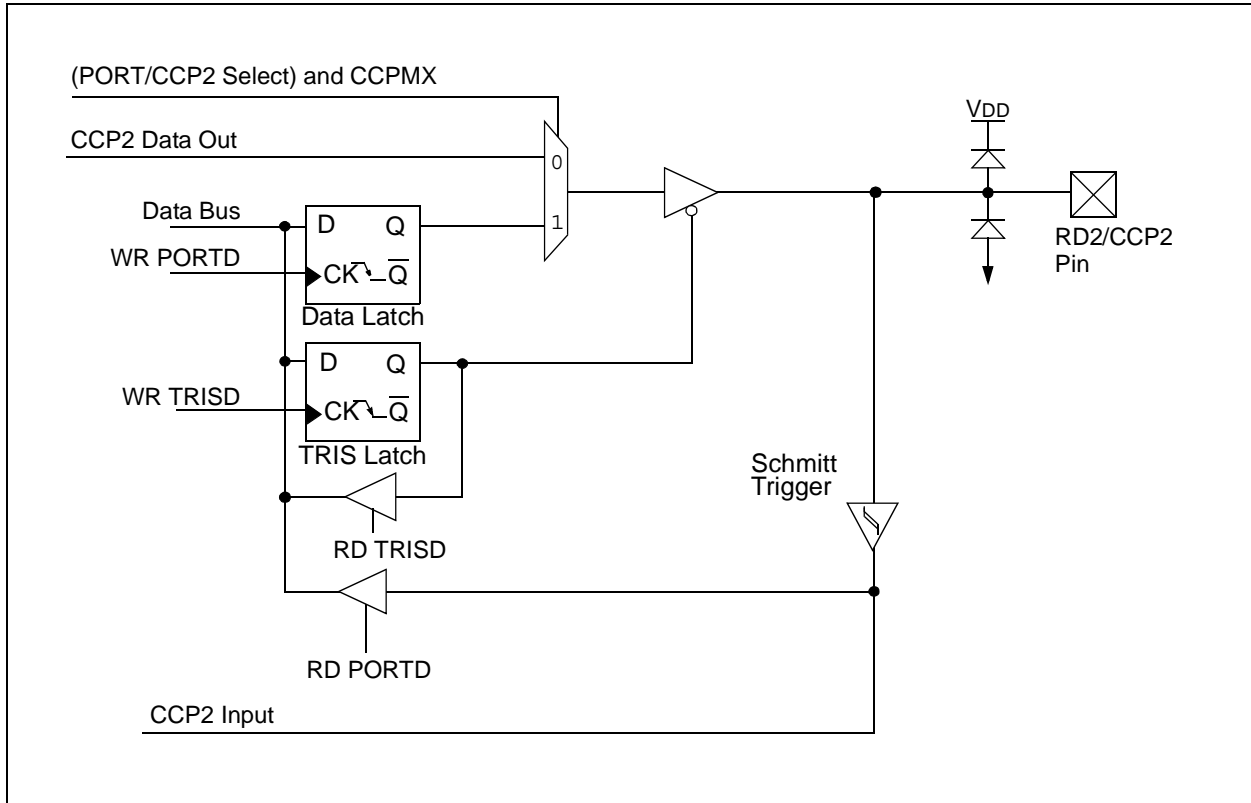 (PORT/CCP2 Select) and CCPMX
CCP2 Data Out
VDD
0
Data Bus
D Q
1
WR PORTD
CK Q̅
RD2/CCP2
Pin
Data Latch
D Q
WR TRISD
CK Q̅
TRIS Latch
Schmitt
Trigger
RD TRISD
RD PORTD
CCP2 Input